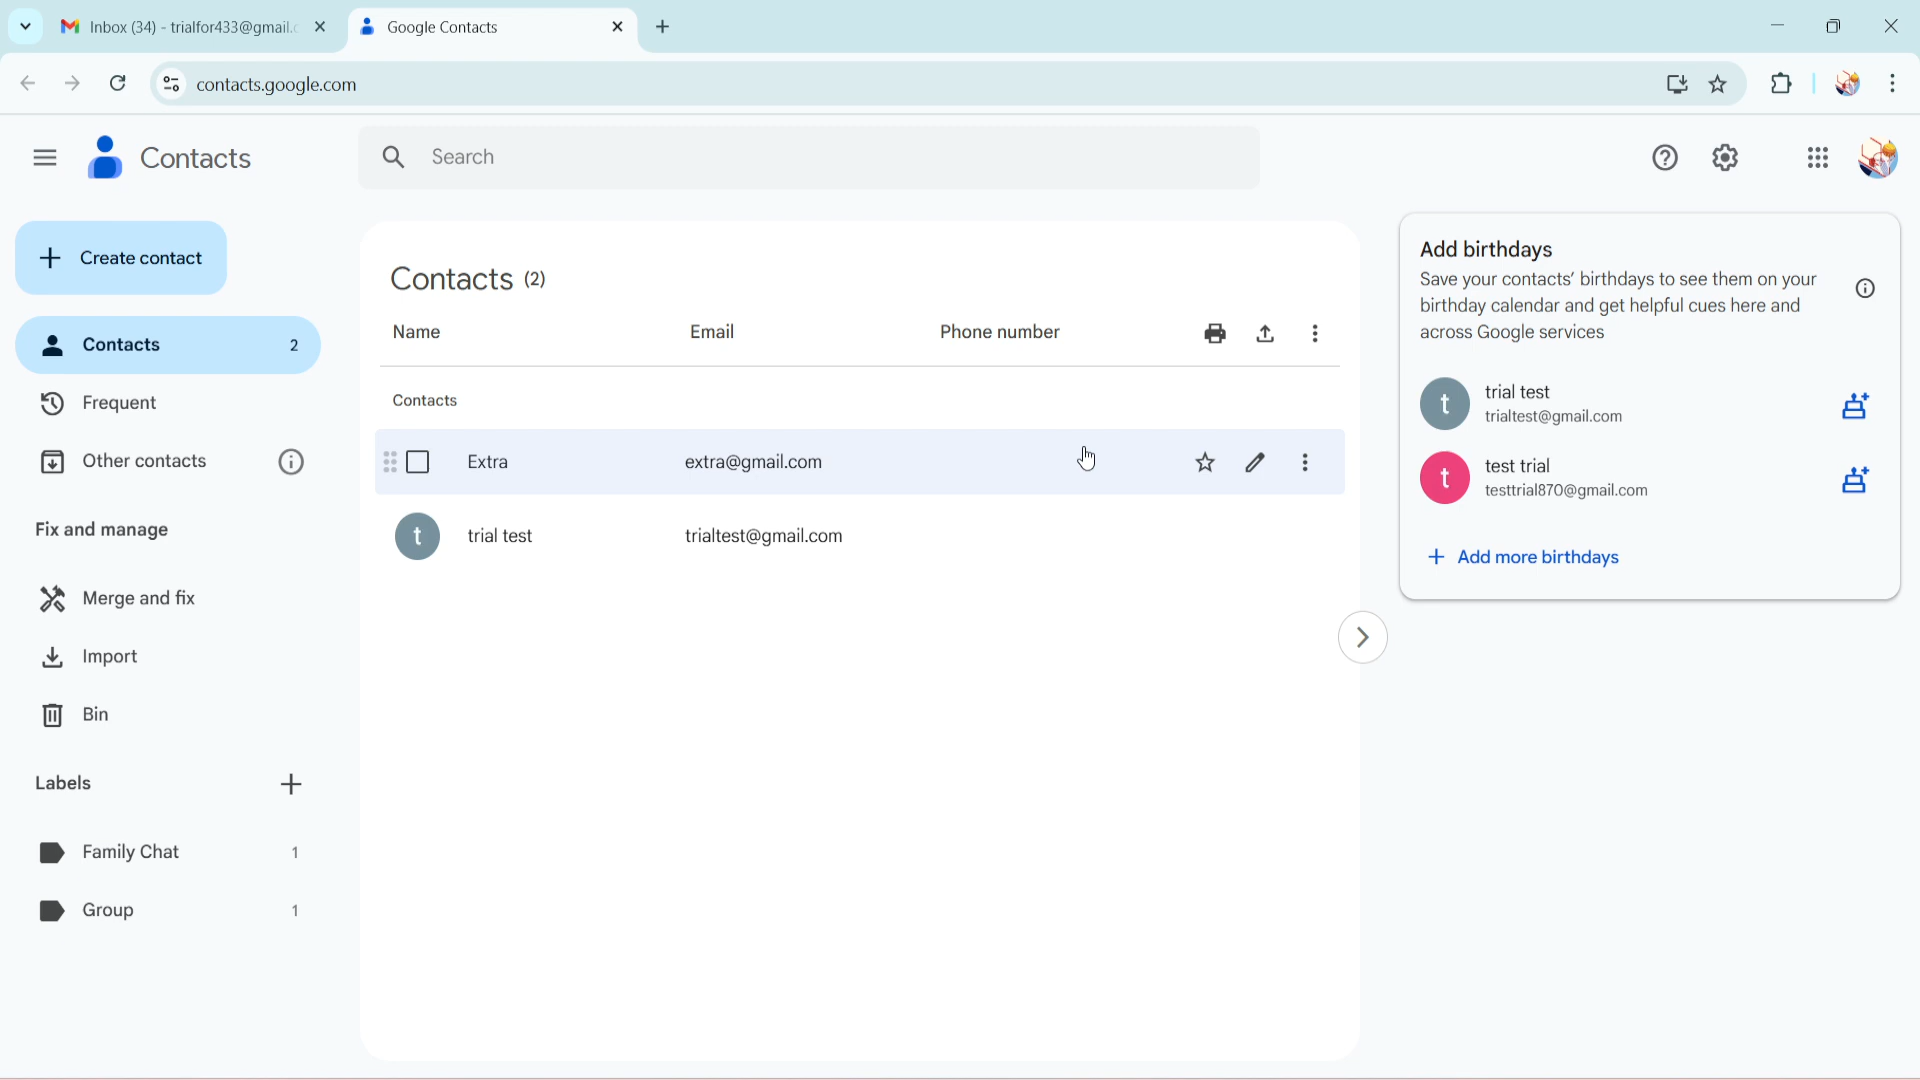 Inbox (34) - trialfor433@gmail.c
Google Contacts
contacts.google.com
Contacts
Search
Create contact
Contacts 2
Frequent
Other contacts
Fix and manage
Merge and fix
Import
Bin
Labels
Family Chat 1
Group 1
Contacts (2)
Name Email Phone number
Contacts
Extra extra@gmail.com
t trial test trialtest@gmail.com
Add birthdays
Save your contacts' birthdays to see them on your
birthday calendar and get helpful cues here and
across Google services
t trial test
trialtest@gmail.com
t test trial
testtrial870@gmail.com
+ Add more birthdays